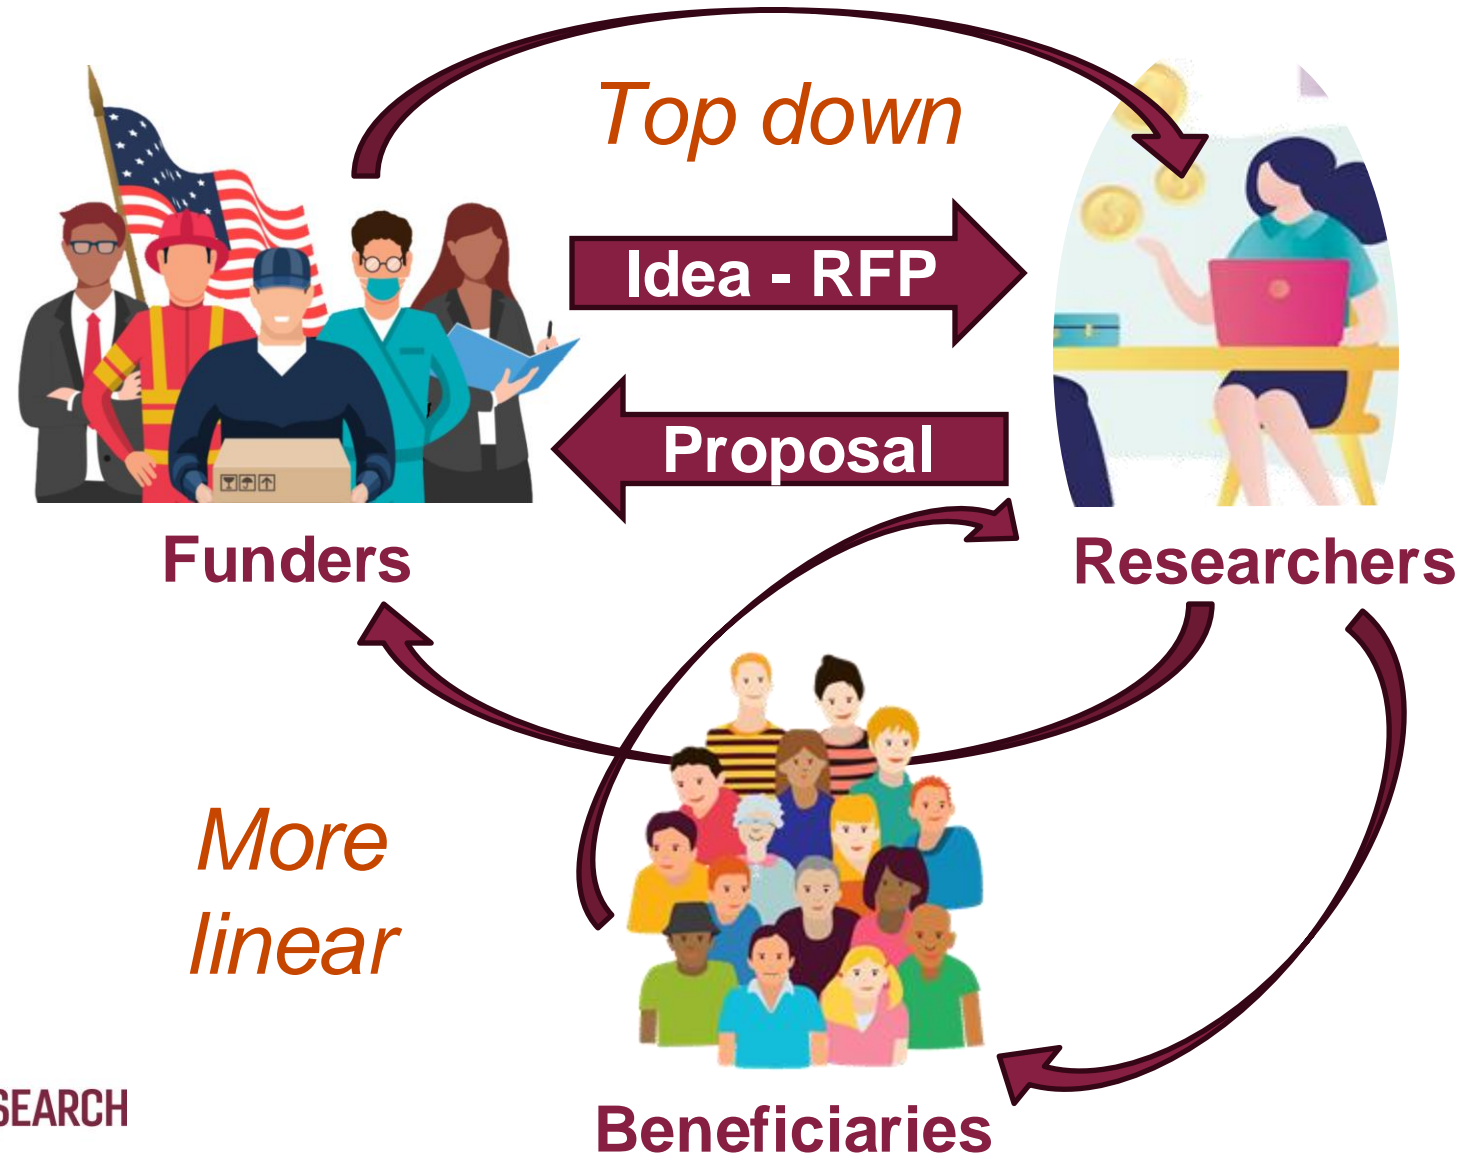 Top down
Idea - RFP
Proposal
Funders
Researchers
More
linear
SEARCH
Beneficiaries